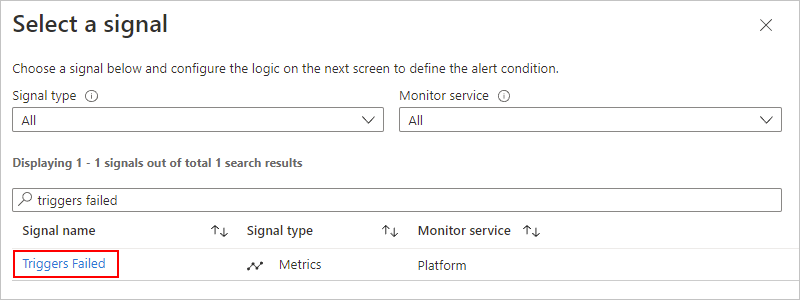 Select a signal
Choose a signal below and configure the logic on the next screen to define the alert condition.
Signal type Monitor service
All All
Displaying 1 - 1 signals out of total 1 search results
triggers failed
Signal name Signal type Monitor service
Triggers Failed Metrics Platform